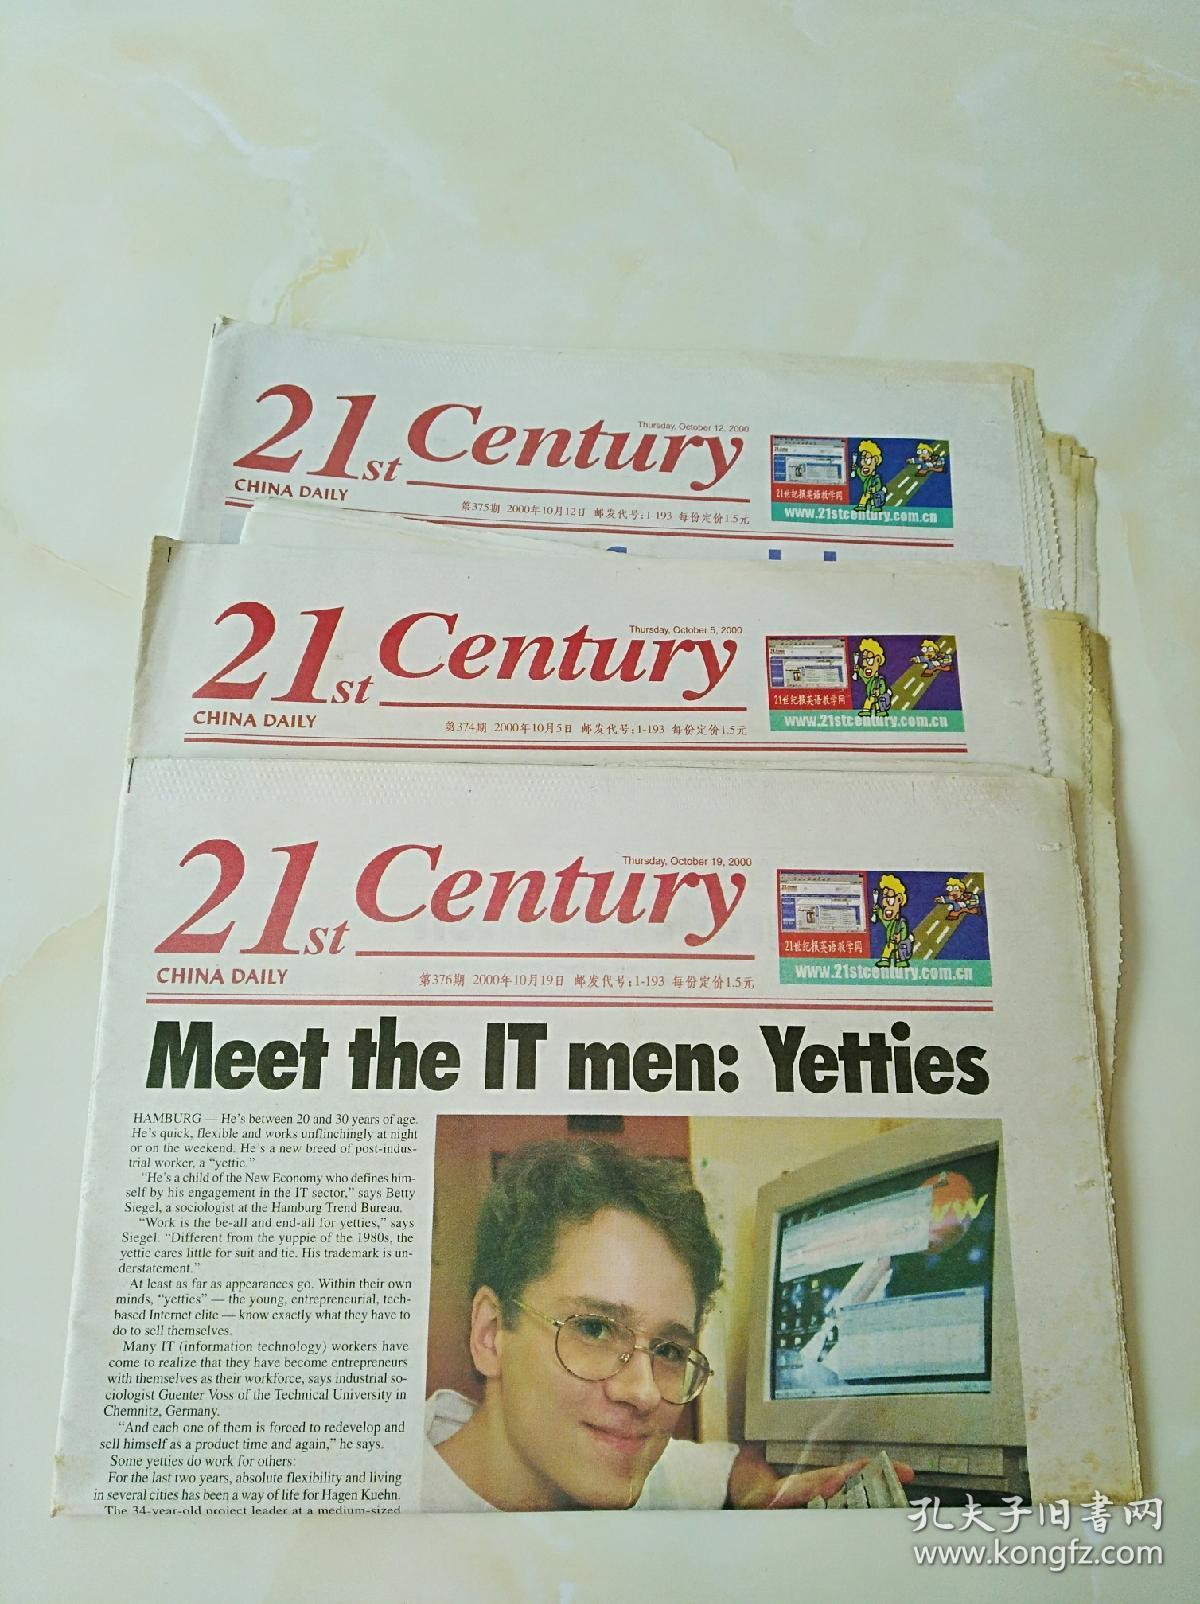 21st Century
Thursday, October 12, 2000
CHINA DAILY
第375期 2000年10月12日 邮发代号:1-193 每份定价1.5元
21世纪报英语教学网
www.21stcentury.com.cn
21st Century
Thursday, October 5, 2000
CHINA DAILY
第374期 2000年10月5日 邮发代号:1-193 每份定价1.5元
21世纪报英语教学网
www.21stcentury.com.cn
21st Century
Thursday, October 19, 2000
CHINA DAILY
第376期 2000年10月19日 邮发代号:1-193 每份定价1.5元
21世纪报英语教学网
www.21stcentury.com.cn
Meet the IT men: Yetties
HAMBURG — He's between 20 and 30 years of age.
He's quick, flexible and works unflinchingly at night
or on the weekend. He's a new breed of post-indus-
trial worker, a "yettie."
"He's a child of the New Economy who defines him-
self by his engagement in the IT sector," says Betty
Siegel, a sociologist at the Hamburg Trend Bureau.
"Work is the be-all and end-all for yetties," says
Siegel. "Different from the yuppie of the 1980s, the
yettie cares little for suit and tie. His trademark is un-
derstatement."
At least as far as appearances go. Within their own
minds, "yetties" — the young, entrepreneurial, tech-
based Internet elite — know exactly what they have to
do to sell themselves.
Many IT (information technology) workers have
come to realize that they have become entrepreneurs
with themselves as their workforce, says industrial so-
ciologist Guenter Voss of the Technical University in
Chemnitz, Germany.
"And each one of them is forced to redevelop and
sell himself as a product time and again," he says.
Some yetties do work for others:
For the last two years, absolute flexibility and living
in several cities has been a way of life for Hagen Kuehn.
The 34-year-old project leader at a medium-sized
孔夫子旧书网
www.kongfz.com